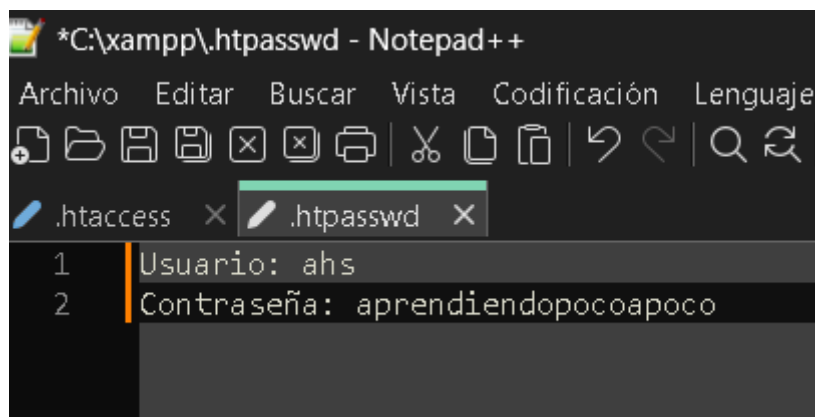 *C:\xampp\.htpasswd - Notepad++
Archivo Editar Buscar Vista Codificación Lenguaje
.htaccess .htpasswd
1 Usuario: ahs
2 Contraseña: aprendiendopocoapoco